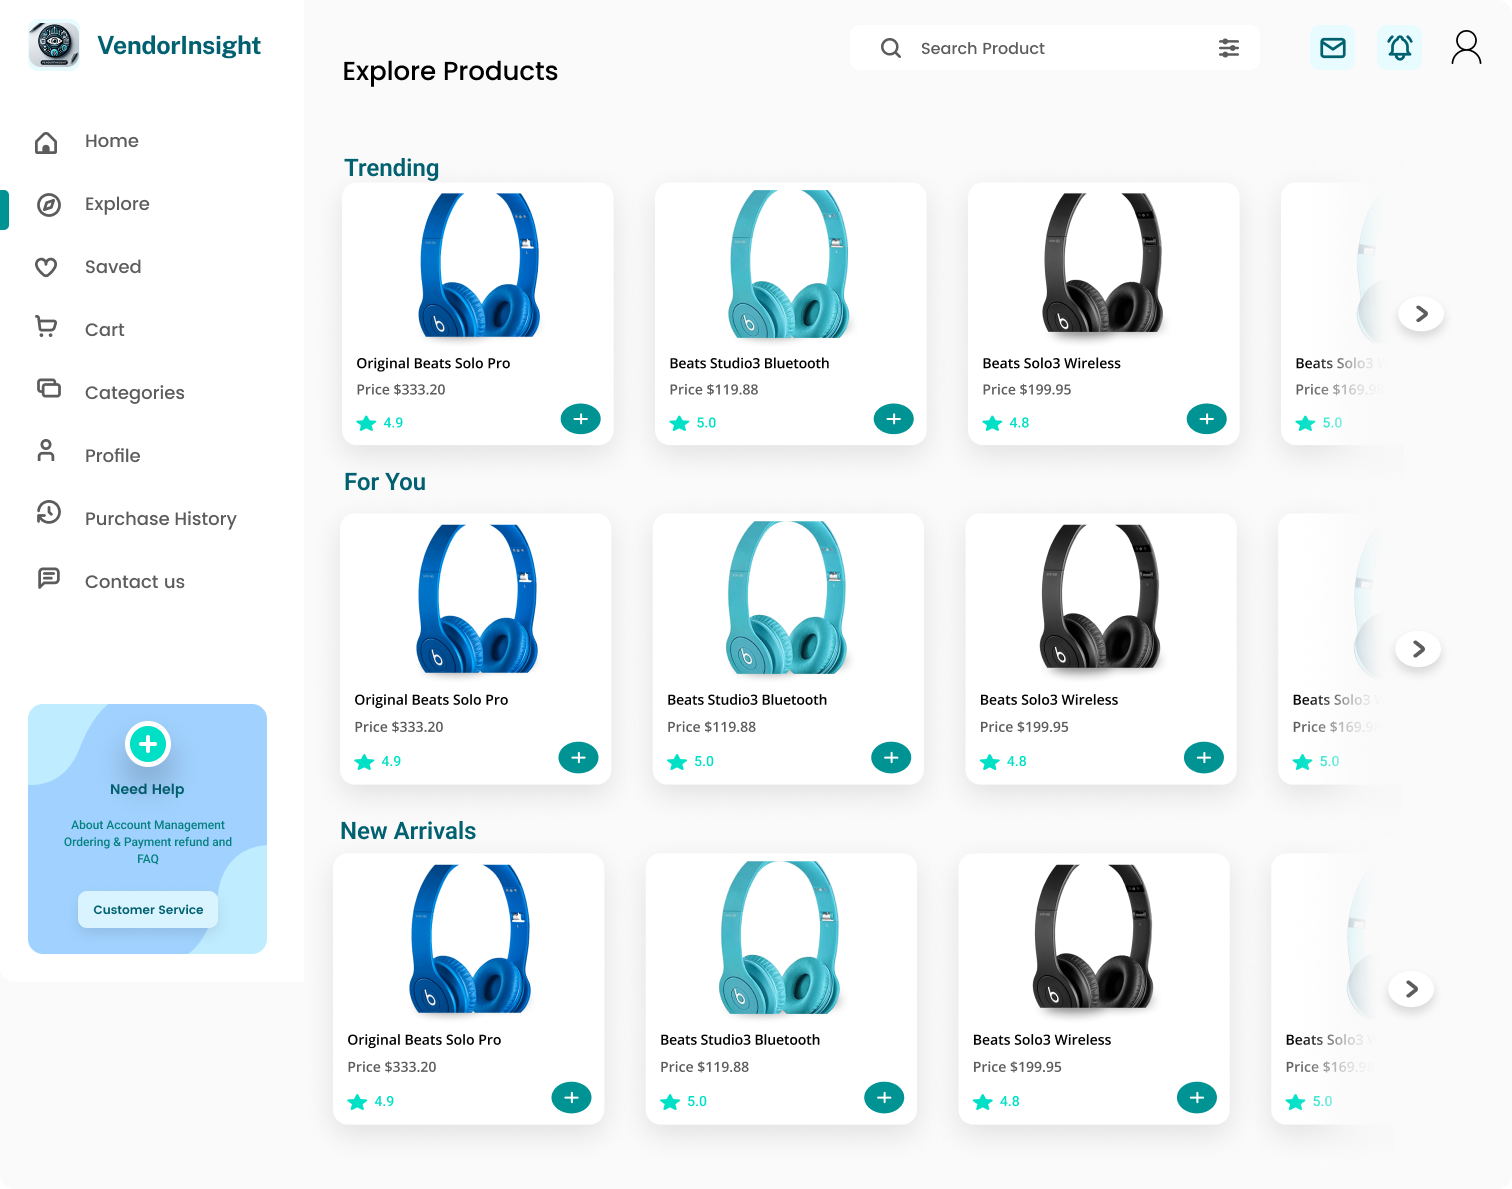 VendorInsight
Search Product
Explore Products
Home
Explore
Saved
Cart
Categories
Profile
Purchase History
Contact us
Need Help
About Account Management
Ordering & Payment refund and
FAQ
Customer Service
Trending
Original Beats Solo Pro
Price $333.20
4.9
Beats Studio3 Bluetooth
Price $119.88
5.0
Beats Solo3 Wireless
Price $199.95
4.8
Beats Solo3
Price $169.9
5.0
For You
Original Beats Solo Pro
Price $333.20
4.9
Beats Studio3 Bluetooth
Price $119.88
5.0
Beats Solo3 Wireless
Price $199.95
4.8
Beats Solo3
Price $169.9
5.0
New Arrivals
Original Beats Solo Pro
Price $333.20
4.9
Beats Studio3 Bluetooth
Price $119.88
5.0
Beats Solo3 Wireless
Price $199.95
4.8
Beats Solo3
Price $169.9
5.0